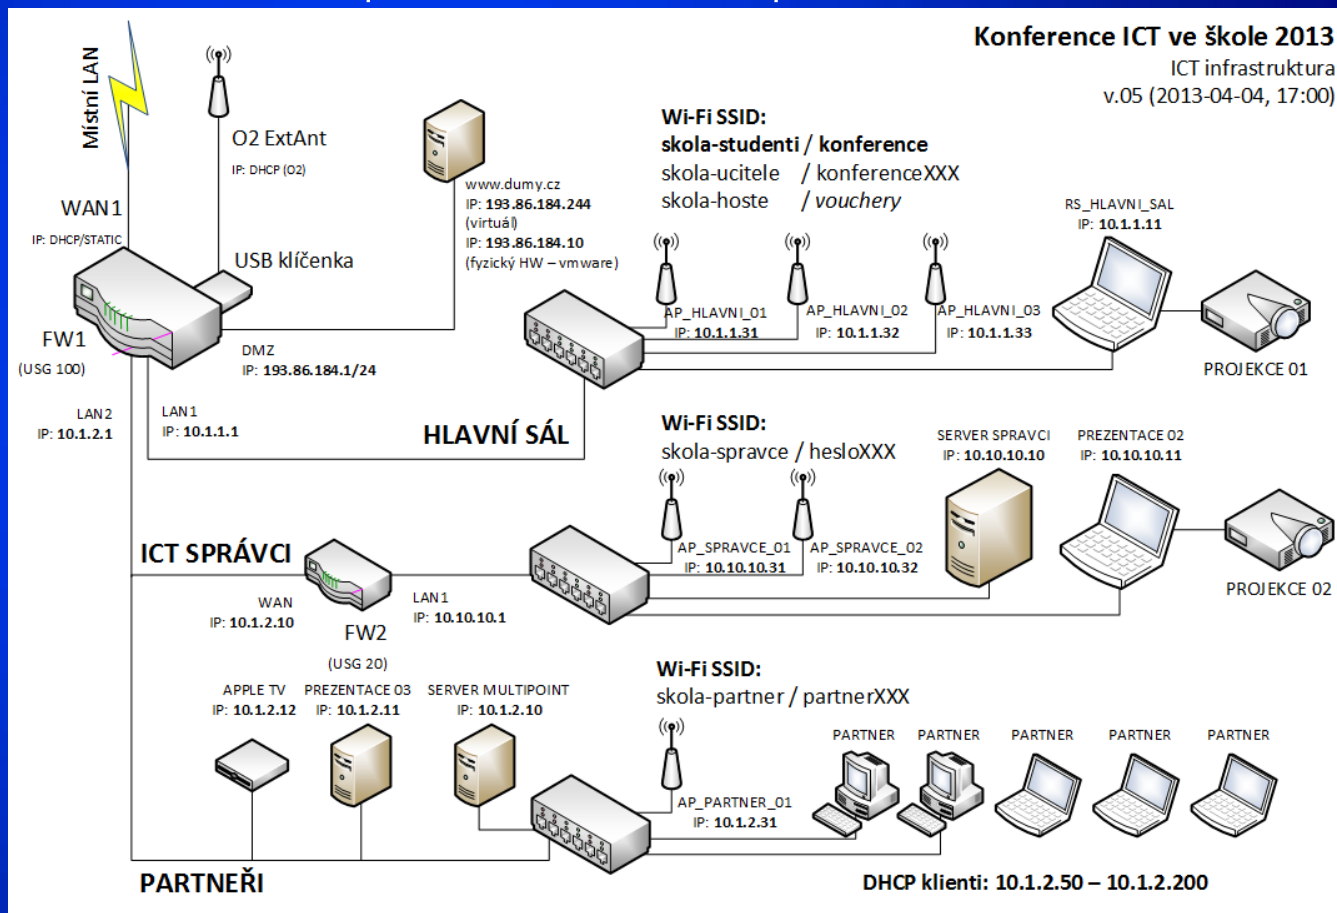 Konference ICT ve škole 2013
ICT infrastruktura
v.05 (2013-04-04, 17:00)
Místní LAN
O2 ExtAnt
IP: DHCP (O2)
WAN1
IP: DHCP/STATIC
USB klíčenka
www.dumy.cz
IP: 193.86.184.244
(virtuál)
IP: 193.86.184.10
(fyzický HW – vmware)
Wi-Fi SSID:
skola-studenti / konference
skola-ucitele / konferenceXXX
skola-hoste / vouchery
RS_HLAVNI_SAL
IP: 10.1.1.11
AP_HLAVNI_01
IP: 10.1.1.31
AP_HLAVNI_02
IP: 10.1.1.32
AP_HLAVNI_03
IP: 10.1.1.33
PROJEKCE 01
FW1
(USG 100)
DMZ
IP: 193.86.184.1/24
LAN2
IP: 10.1.2.1
LAN1
IP: 10.1.1.1
HLAVNÍ SÁL
Wi-Fi SSID:
skola-spravce / hesloXXX
SERVER SPRAVCI
IP: 10.10.10.10
PREZENTACE 02
IP: 10.10.10.11
AP_SPRAVCE_01
IP: 10.10.10.31
AP_SPRAVCE_02
IP: 10.10.10.32
PROJEKCE 02
ICT SPRÁVCI
WAN
IP: 10.1.2.10
LAN1
IP: 10.10.10.1
FW2
(USG 20)
APPLE TV
IP: 10.1.2.12
PREZENTACE 03
IP: 10.1.2.11
SERVER MULTIPOINT
IP: 10.1.2.10
Wi-Fi SSID:
skola-partner / partnerXXX
AP_PARTNER_01
IP: 10.1.2.31
PARTNER
PARTNER
PARTNER
PARTNER
PARTNER
PARTNEŘI
DHCP klienti: 10.1.2.50 – 10.1.2.200